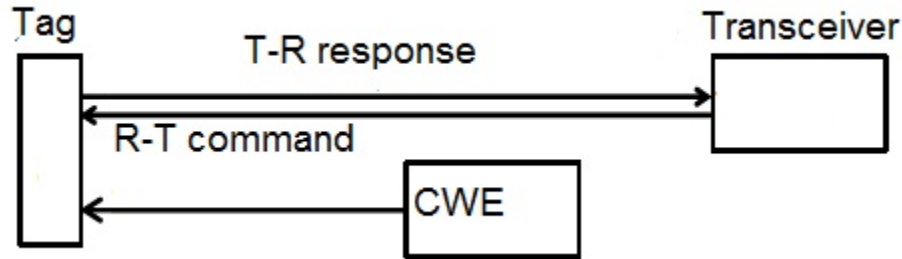 Tag
Transceiver
T-R response
R-T command
CWE